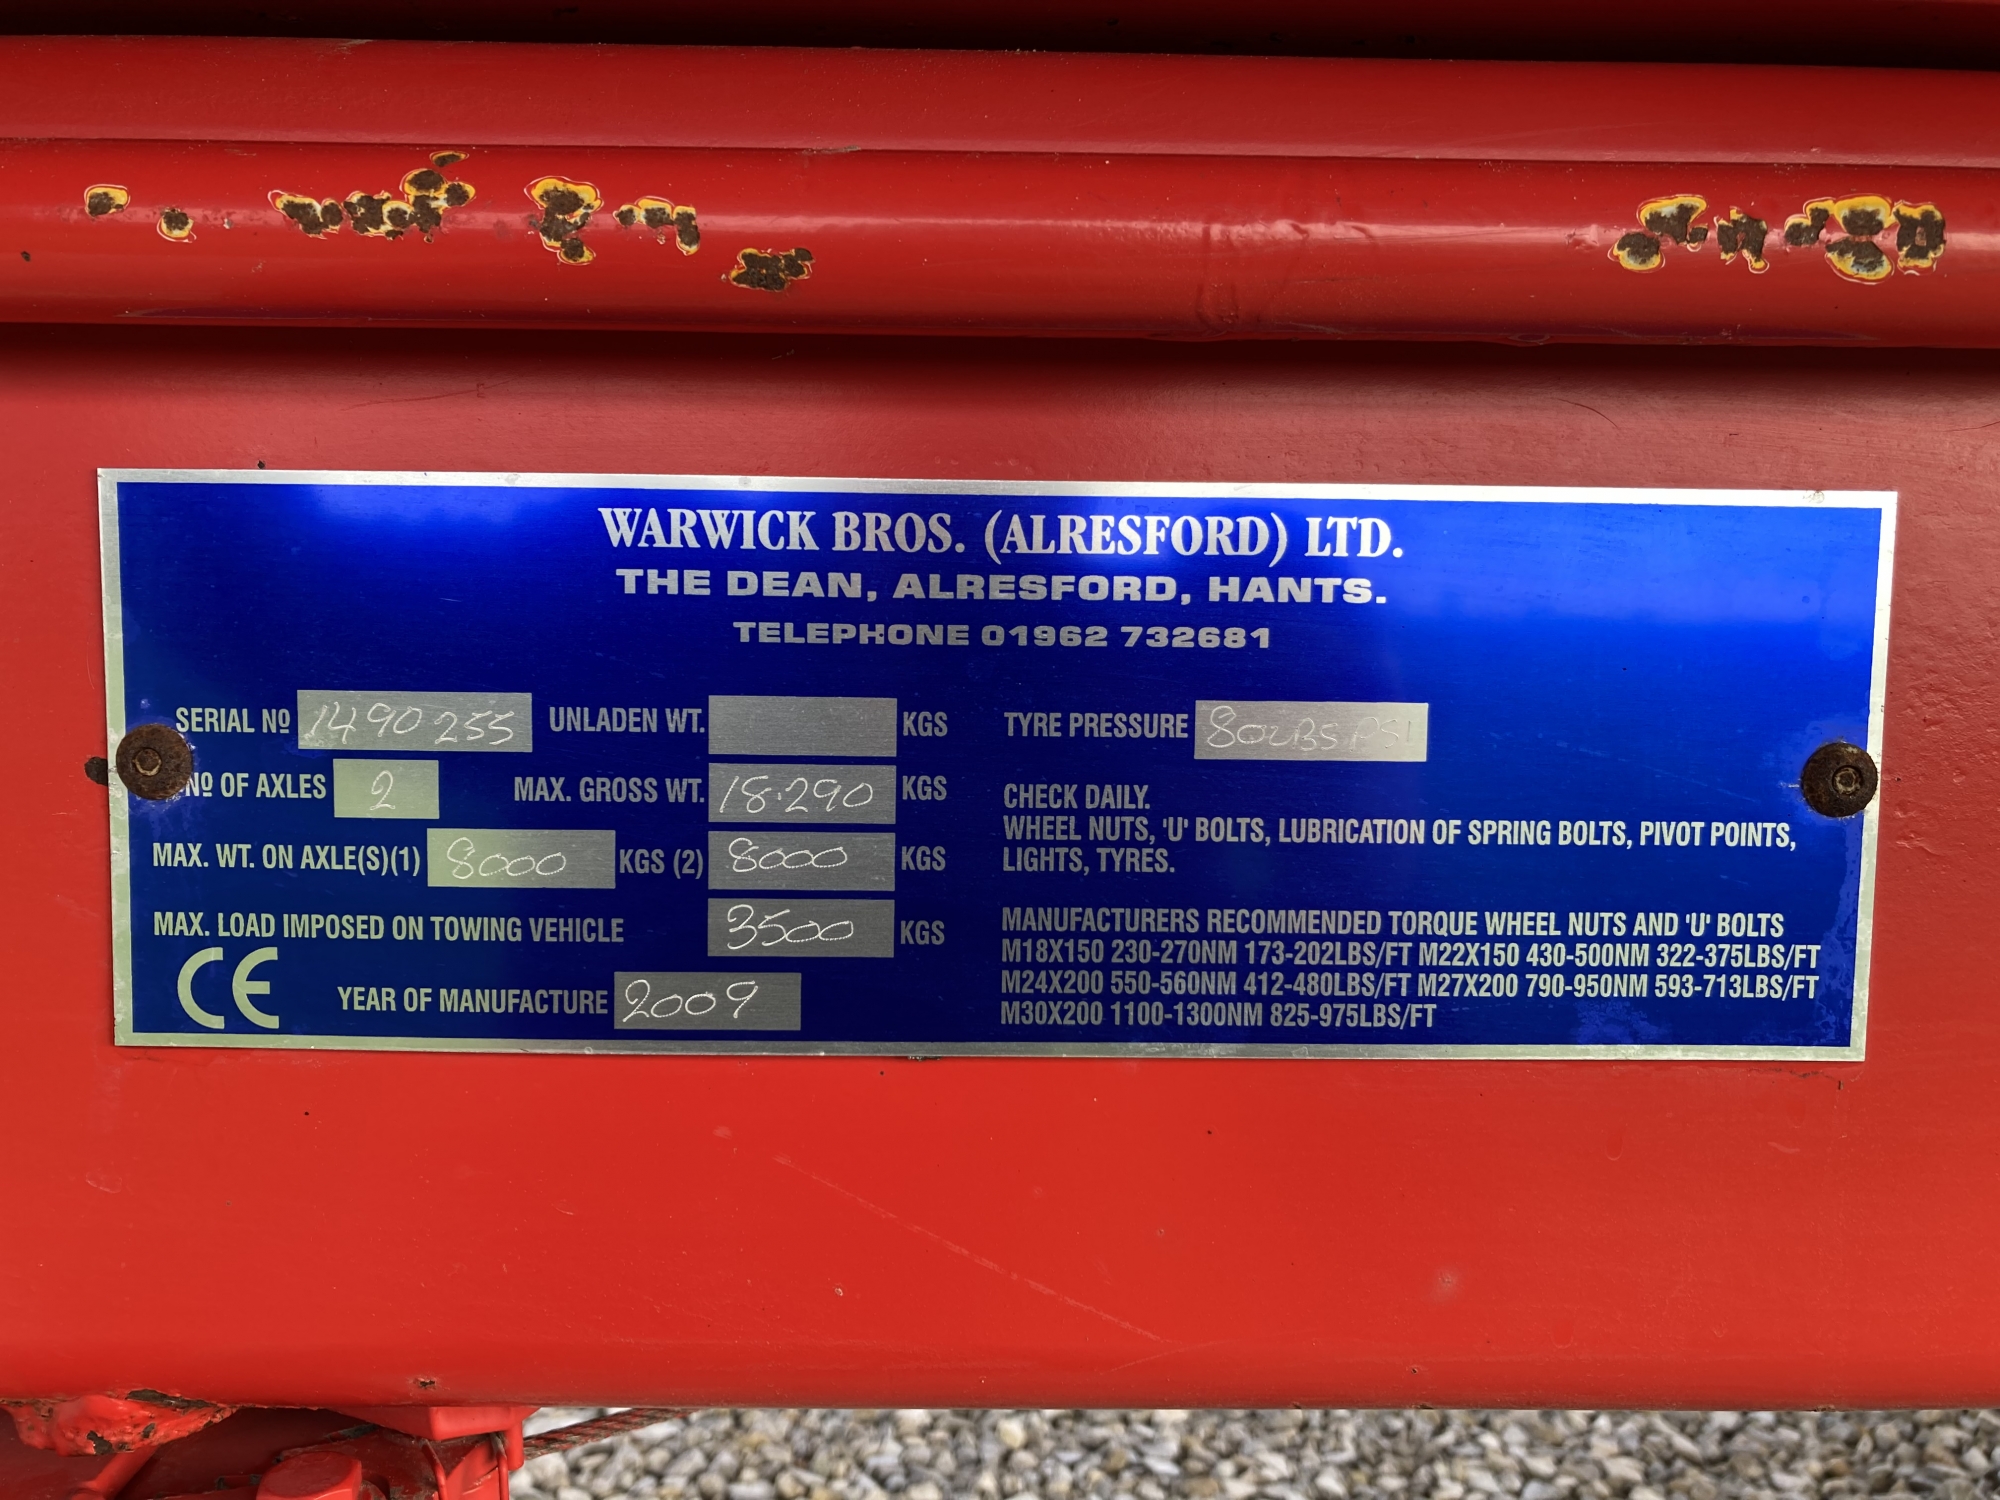 WARWICK BROS. (ALRESFORD) LTD.
THE DEAN, ALRESFORD, HANTS.
TELEPHONE 01962 732681
SERIAL Nº 1490 255 UNLADEN WT. KGS
Nº OF AXLES 2 MAX. GROSS WT. 18.290 KGS
MAX. WT. ON AXLE(S)(1) 8000 KGS (2) 8000 KGS
MAX. LOAD IMPOSED ON TOWING VEHICLE 3500 KGS
CE YEAR OF MANUFACTURE 2009
TYRE PRESSURE 80LBS PSI
CHECK DAILY.
WHEEL NUTS, 'U' BOLTS, LUBRICATION OF SPRING BOLTS, PIVOT POINTS,
LIGHTS, TYRES.
MANUFACTURERS RECOMMENDED TORQUE WHEEL NUTS AND 'U' BOLTS
M18X150 230-270NM 173-202LBS/FT M22X150 430-500NM 322-375LBS/FT
M24X200 550-560NM 412-480LBS/FT M27X200 790-950NM 593-713LBS/FT
M30X200 1100-1300NM 825-975LBS/FT